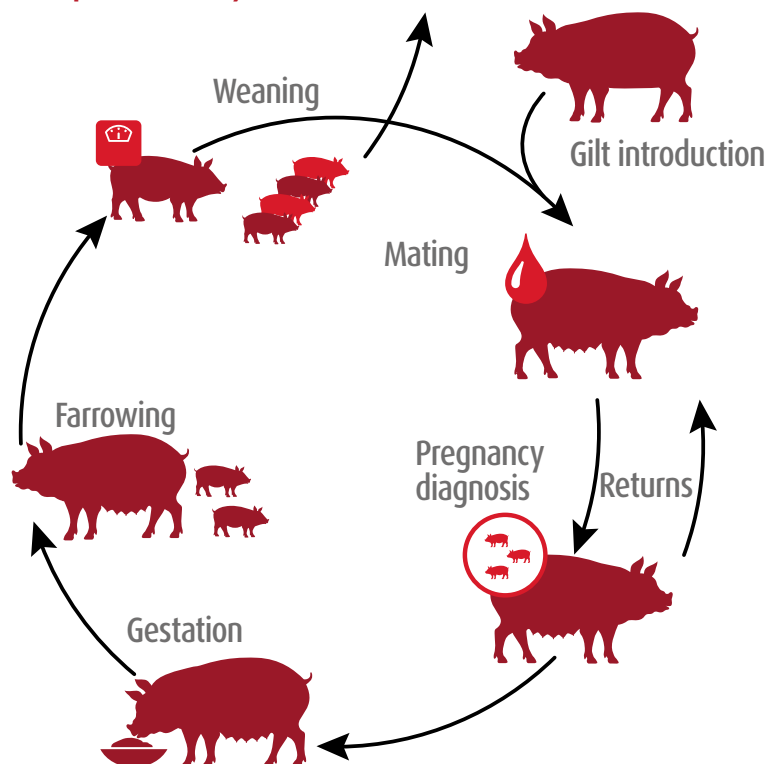 Weaning
Gilt introduction
Mating
Farrowing
Pregnancy
diagnosis
Returns
Gestation